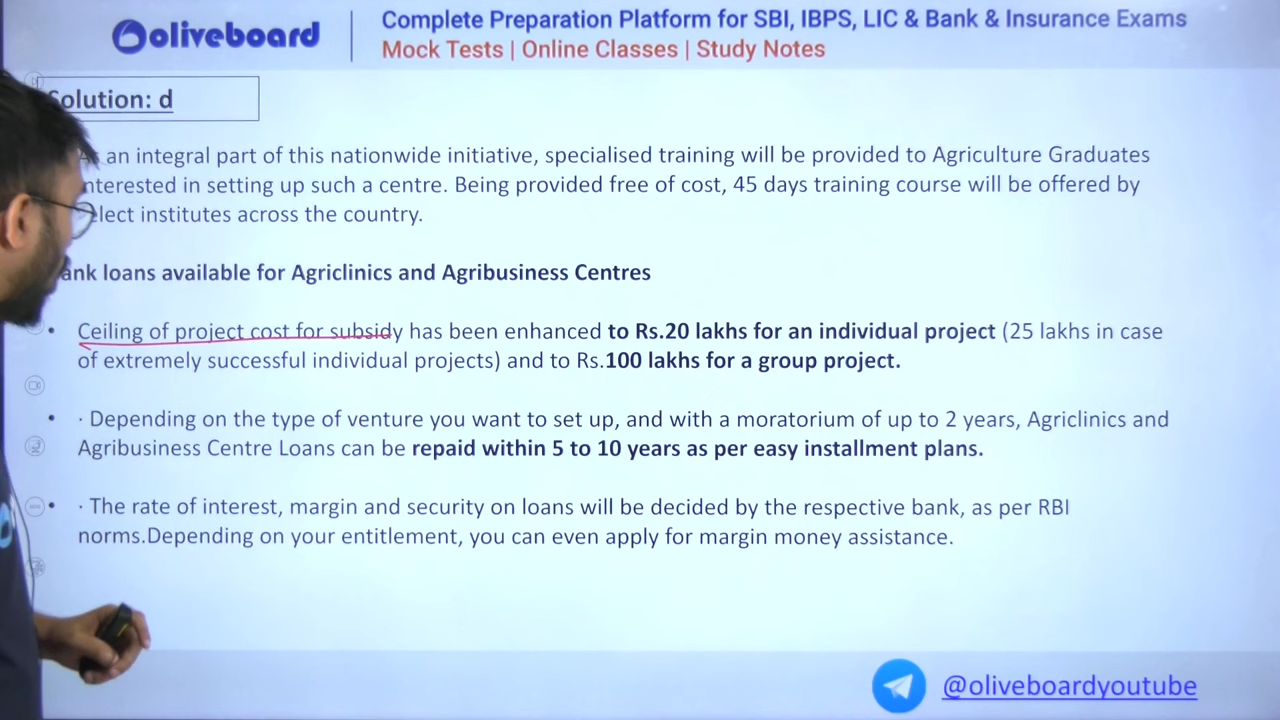 oliveboard
Complete Preparation Platform for SBI, IBPS, LIC & Bank & Insurance Exams
Mock Tests | Online Classes | Study Notes
Solution: d
an integral part of this nationwide initiative, specialised training will be provided to Agriculture Graduates
nterested in setting up such a centre. Being provided free of cost, 45 days training course will be offered by
elect institutes across the country.
ank loans available for Agriclinics and Agribusiness Centres
• Ceiling of project cost for subsidy has been enhanced to Rs.20 lakhs for an individual project (25 lakhs in case
of extremely successful individual projects) and to Rs.100 lakhs for a group project.
• · Depending on the type of venture you want to set up, and with a moratorium of up to 2 years, Agriclinics and
Agribusiness Centre Loans can be repaid within 5 to 10 years as per easy installment plans.
• · The rate of interest, margin and security on loans will be decided by the respective bank, as per RBI
norms.Depending on your entitlement, you can even apply for margin money assistance.
@oliveboardyoutube